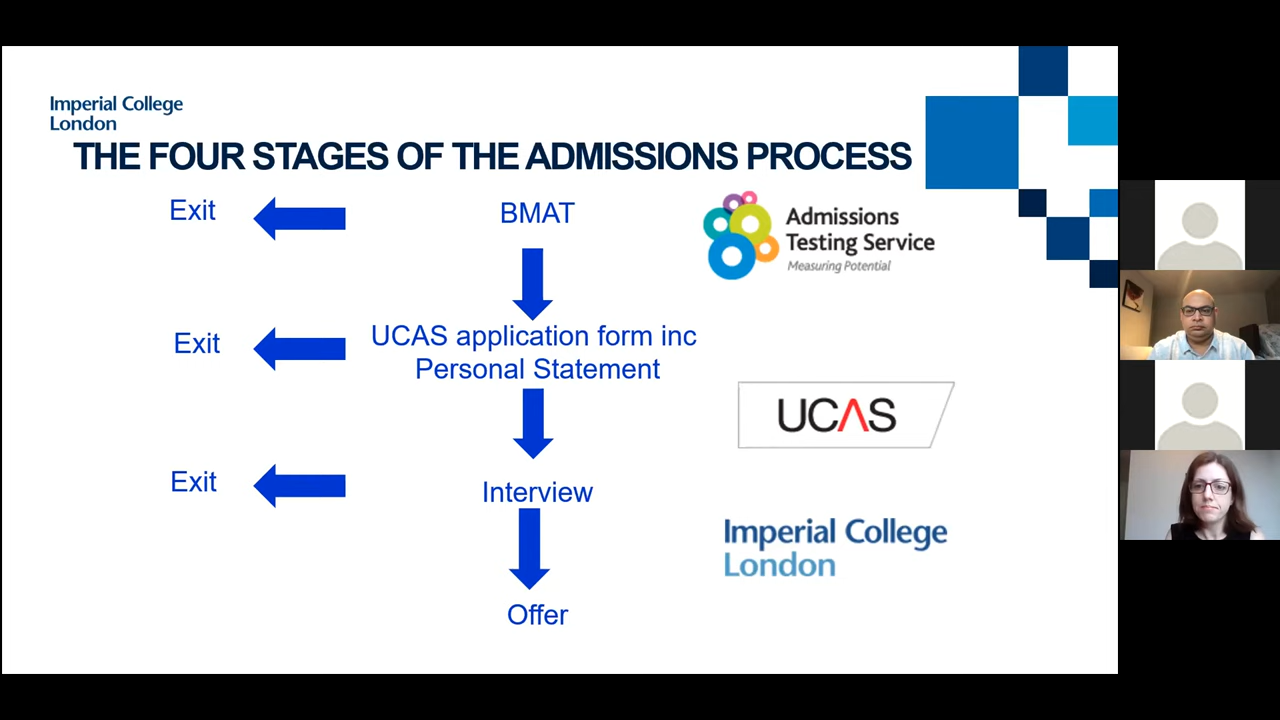 Imperial College
London
THE FOUR STAGES OF THE ADMISSIONS PROCESS
Exit
BMAT
Admissions
Testing Service
Measuring Potential
Exit
UCAS application form inc
Personal Statement
UCAS
Exit
Interview
Imperial College
London
Offer